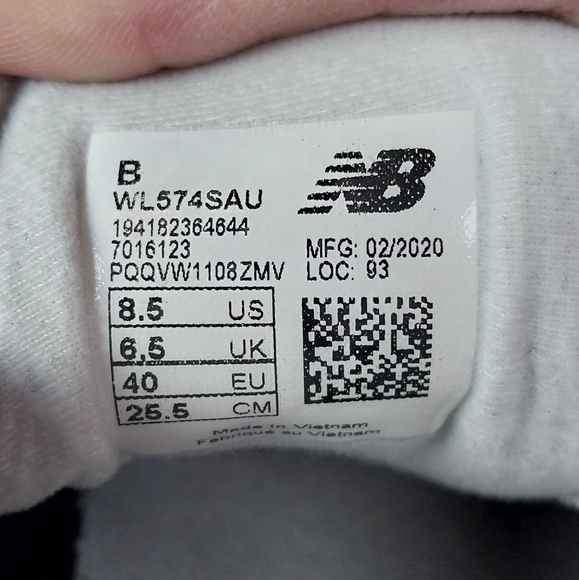 B
WL574SAU
194182364644
7016123
PQQVW1108ZMV
NB
MFG: 02/2020
LOC: 93
8.5 US
6.5 UK
40 EU
25.5 CM
Made in Vietnam
Fabriqué au Vietnam